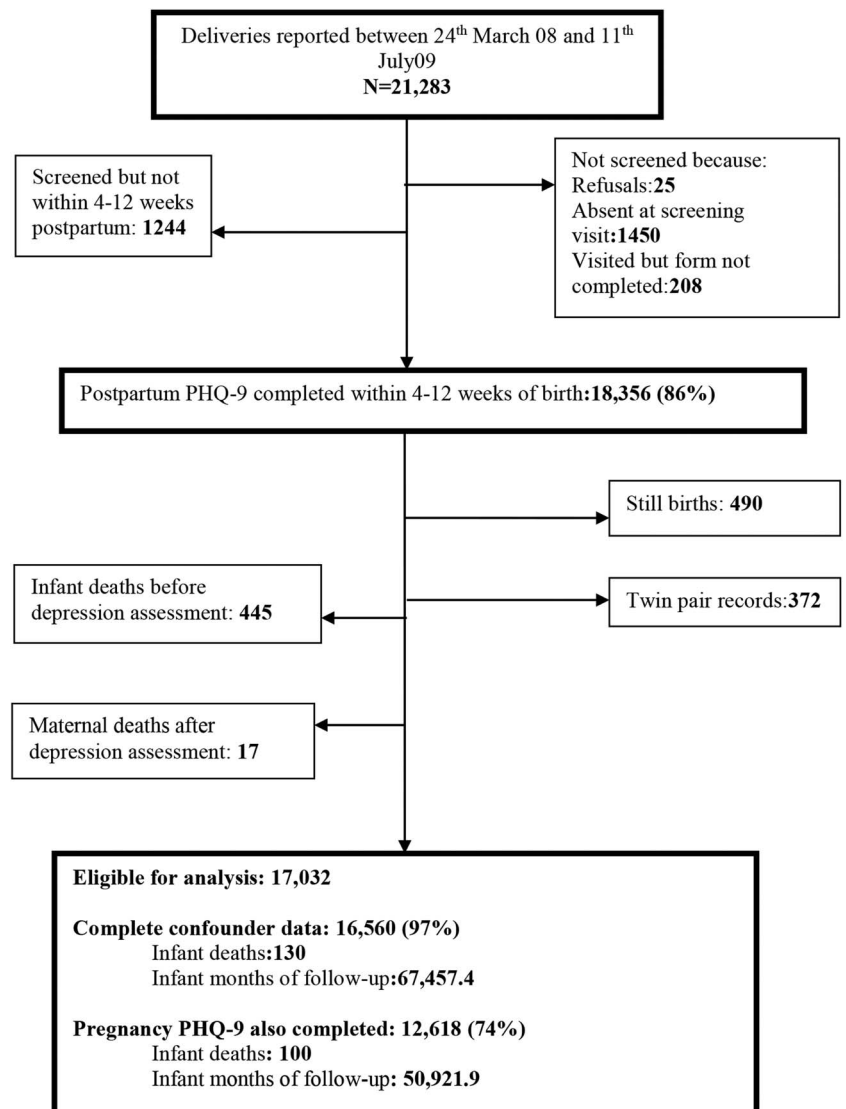 Deliveries reported between 24th March 08 and 11th
July09
N=21,283
Screened but not
within 4-12 weeks
postpartum: 1244
Not screened because:
Refusals:25
Absent at screening
visit:1450
Visited but form not
completed:208
Postpartum PHQ-9 completed within 4-12 weeks of birth:18,356 (86%)
Still births: 490
Infant deaths before
depression assessment: 445
Twin pair records:372
Maternal deaths after
depression assessment: 17
Eligible for analysis: 17,032
Complete confounder data: 16,560 (97%)
Infant deaths:130
Infant months of follow-up:67,457.4
Pregnancy PHQ-9 also completed: 12,618 (74%)
Infant deaths: 100
Infant months of follow-up: 50,921.9